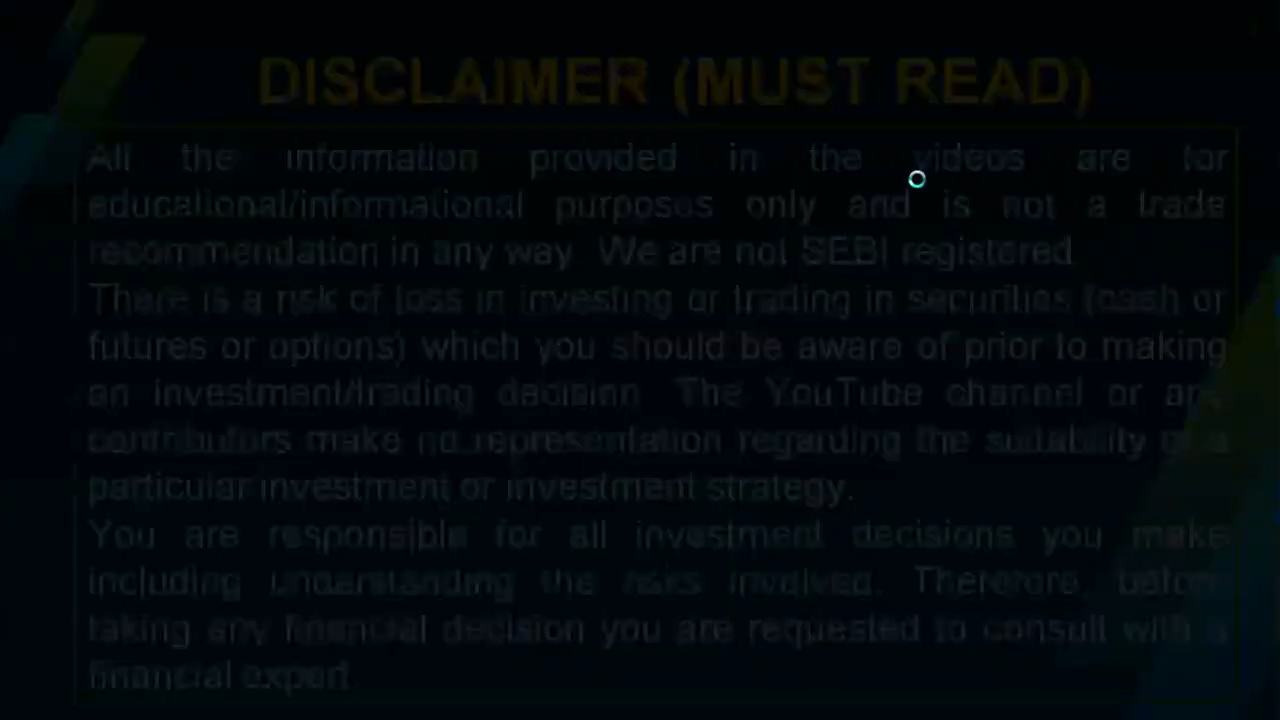 DISCLAIMER (MUST READ)
All the information provided in the videos are for
educational/informational purposes only and is not a trade
recommendation in any way. We are not SEBI registered.
There is a risk of loss in investing or trading in securities (cash or
futures or options) which you should be aware of prior to making
an investment/trading decision. The YouTube channel or any
contributors make no representation regarding the suitability of a
particular investment or investment strategy.
You are responsible for all investment decisions you make
including understanding the risks involved. Therefore, before
taking any financial decision you are requested to consult with a
financial expert.